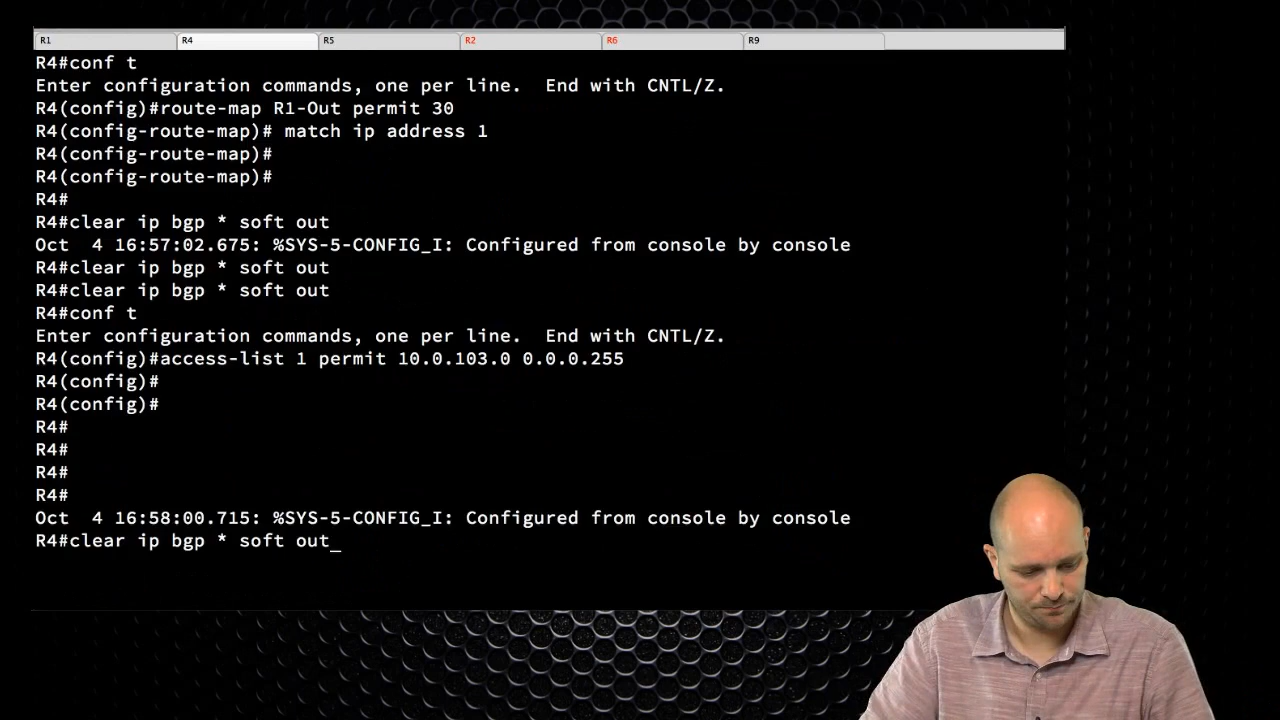 R1 R4 R5 R2 R6 R9
R4#conf t
Enter configuration commands, one per line.  End with CNTL/Z.
R4(config)#route-map R1-Out permit 30
R4(config-route-map)# match ip address 1
R4(config-route-map)#
R4(config-route-map)#
R4#
R4#clear ip bgp * soft out
Oct  4 16:57:02.675: %SYS-5-CONFIG_I: Configured from console by console
R4#clear ip bgp * soft out
R4#clear ip bgp * soft out
R4#conf t
Enter configuration commands, one per line.  End with CNTL/Z.
R4(config)#access-list 1 permit 10.0.103.0 0.0.0.255
R4(config)#
R4(config)#
R4#
R4#
R4#
R4#
Oct  4 16:58:00.715: %SYS-5-CONFIG_I: Configured from console by console
R4#clear ip bgp * soft out_